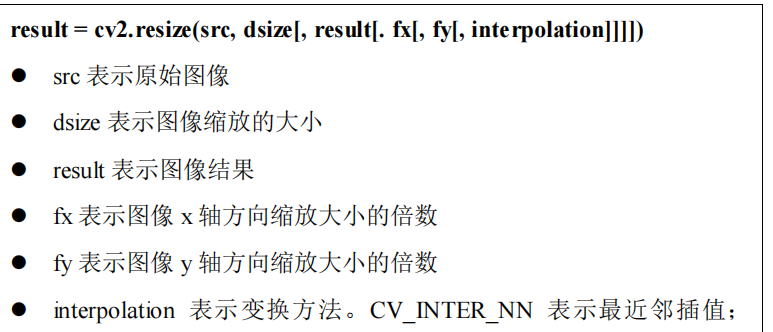 result = cv2.resize(src, dsize[, result[. fx[, fy[, interpolation]]]])
● src 表示原始图像
● dsize 表示图像缩放的大小
● result 表示图像结果
● fx 表示图像 x 轴方向缩放大小的倍数
● fy 表示图像 y 轴方向缩放大小的倍数
● interpolation 表示变换方法。CV_INTER_NN 表示最近邻插值；